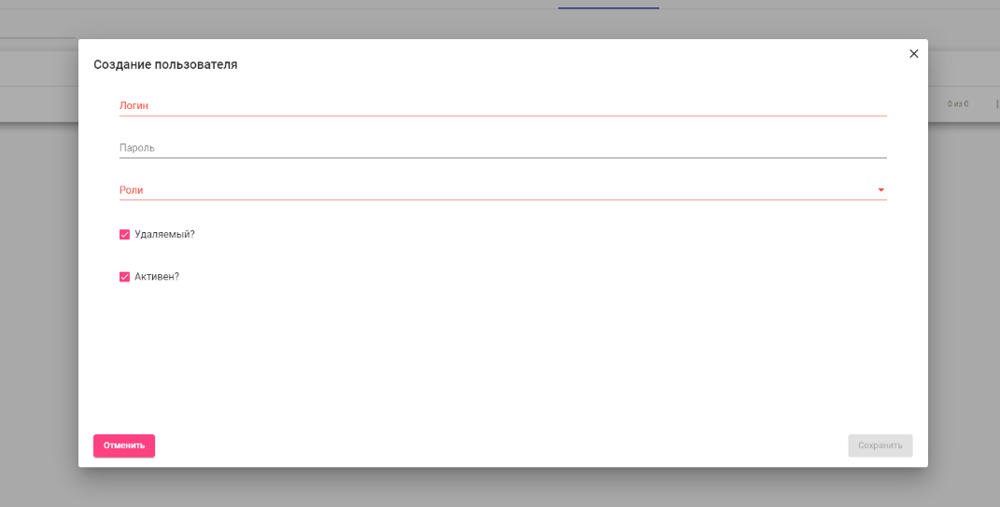 Создание пользователя
Логин
Пароль
Роли
Удаляемый?
Активен?
0 из 0
Отменить
Сохранить